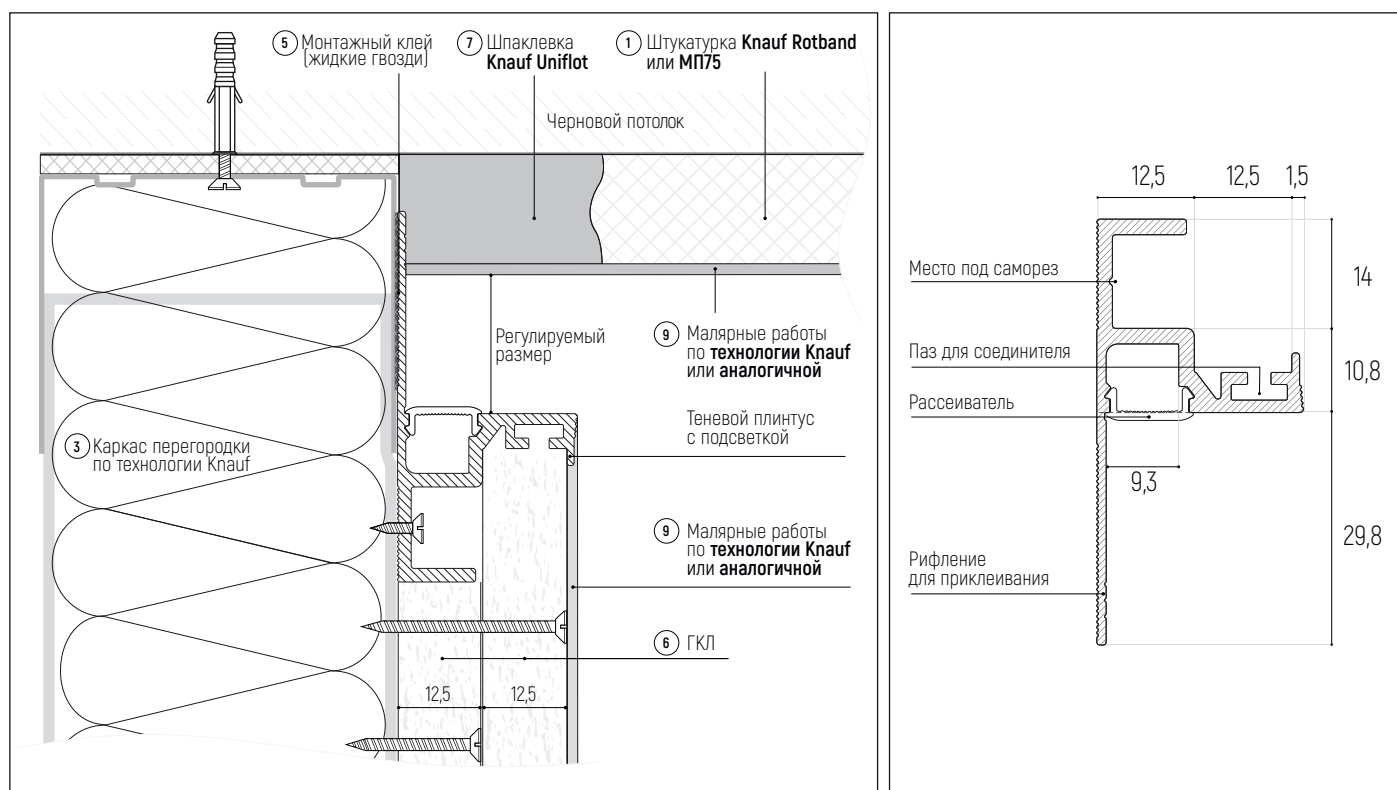 5 Монтажный клей
(жидкие гвозди)
7 Шпаклевка
Knauf Uniflot
1 Штукатурка Knauf Rotband
или МП75
Черновой потолок
Регулируемый
размер
9 Малярные работы
по технологии Knauf
или аналогичной
Теневой плинтус
с подсветкой
3 Каркас перегородки
по технологии Knauf
9 Малярные работы
по технологии Knauf
или аналогичной
6 ГКЛ
12,5
12,5
12,5
12,5
1,5
Место под саморез
14
Паз для соединителя
10,8
Рассеиватель
9,3
29,8
Рифление
для приклеивания